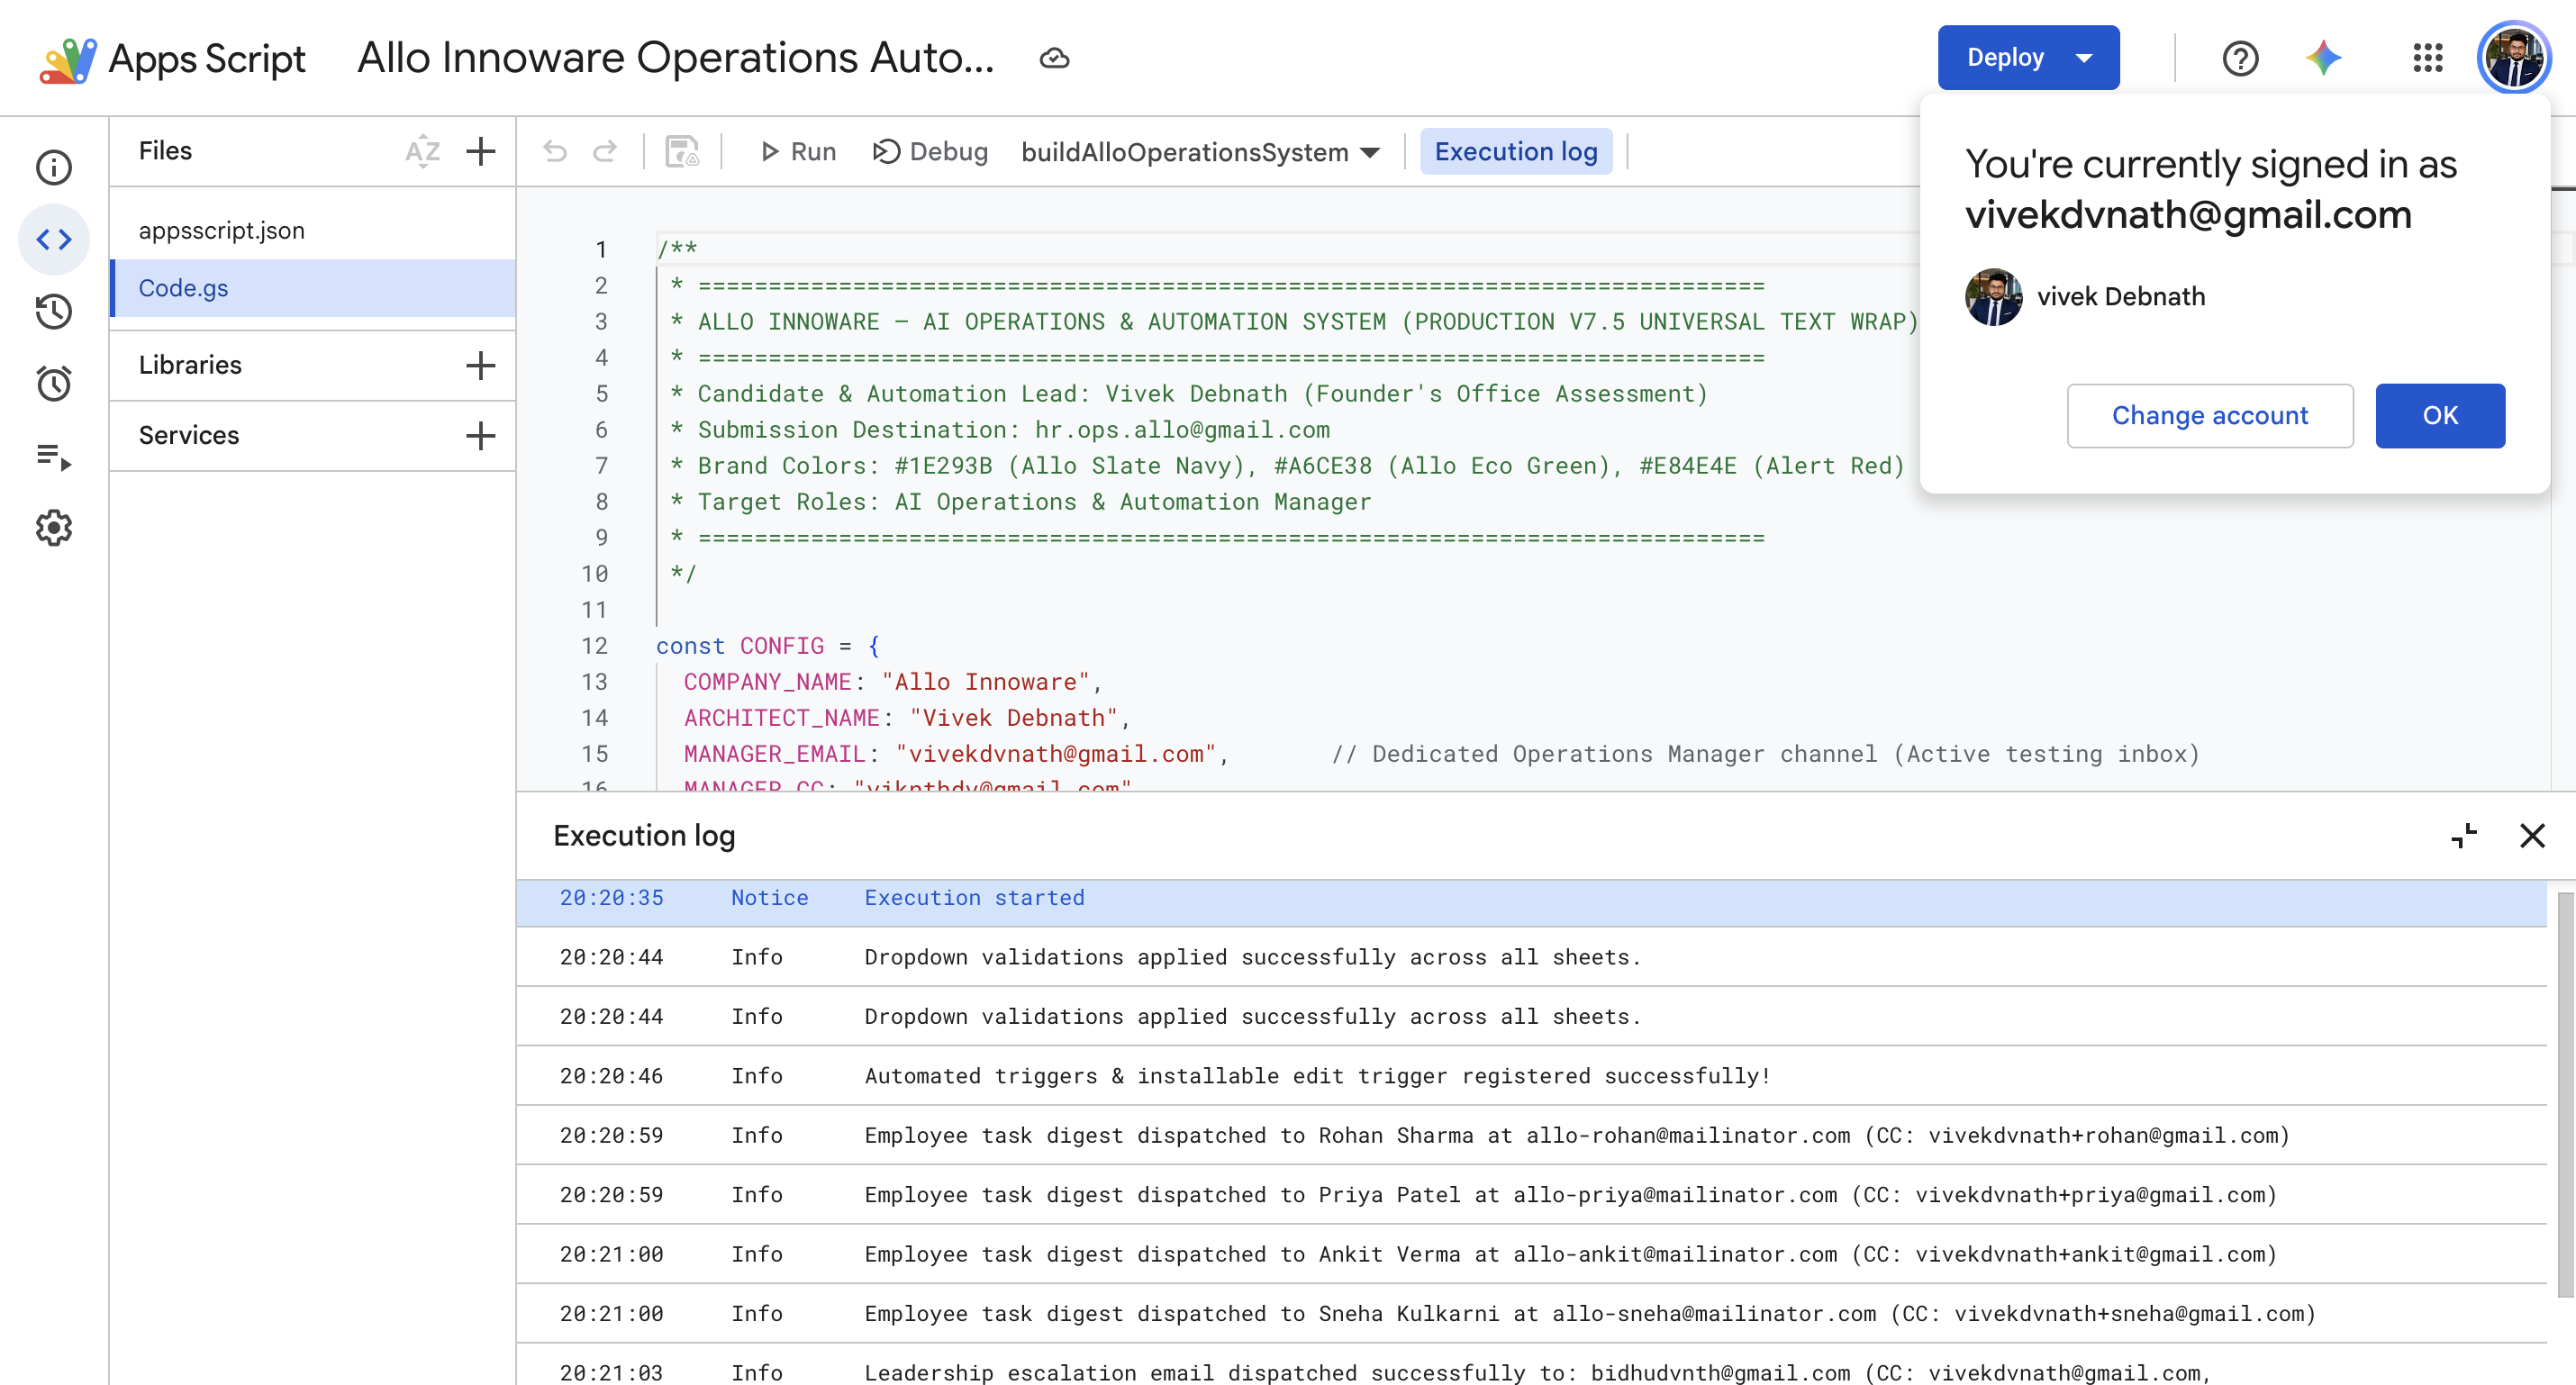 Apps Script
Allo Innoware Operations Auto...
Deploy
You're currently signed in as
vivekdvnath@gmail.com
vivek Debnath
Change account
OK
Files
AZ
appsscript.json
Code.gs
Libraries
Services
Run
Debug
buildAlloOperationsSystem
Execution log
1 /**
2 * ============================================================================
3 * ALLO INNOWARE — AI OPERATIONS & AUTOMATION SYSTEM (PRODUCTION V7.5 UNIVERSAL TEXT WRAP)
4 * ============================================================================
5 * Candidate & Automation Lead: Vivek Debnath (Founder's Office Assessment)
6 * Submission Destination: hr.ops.allo@gmail.com
7 * Brand Colors: #1E293B (Allo Slate Navy), #A6CE38 (Allo Eco Green), #E84E4E (Alert Red)
8 * Target Roles: AI Operations & Automation Manager
9 * ============================================================================
10 */
11
12 const CONFIG = {
13 COMPANY_NAME: "Allo Innoware",
14 ARCHITECT_NAME: "Vivek Debnath",
15 MANAGER_EMAIL: "vivekdvnath@gmail.com", // Dedicated Operations Manager channel (Active testing inbox)
16 MANAGER_CC: "viknthdv@gmail.com"
Execution log
20:20:35 Notice Execution started
20:20:44 Info Dropdown validations applied successfully across all sheets.
20:20:44 Info Dropdown validations applied successfully across all sheets.
20:20:46 Info Automated triggers & installable edit trigger registered successfully!
20:20:59 Info Employee task digest dispatched to Rohan Sharma at allo-rohan@mailinator.com (CC: vivekdvnath+rohan@gmail.com)
20:20:59 Info Employee task digest dispatched to Priya Patel at allo-priya@mailinator.com (CC: vivekdvnath+priya@gmail.com)
20:21:00 Info Employee task digest dispatched to Ankit Verma at allo-ankit@mailinator.com (CC: vivekdvnath+ankit@gmail.com)
20:21:00 Info Employee task digest dispatched to Sneha Kulkarni at allo-sneha@mailinator.com (CC: vivekdvnath+sneha@gmail.com)
20:21:03 Info Leadership escalation email dispatched successfully to: bidhudvnth@gmail.com (CC: vivekdvnath@gmail.com,